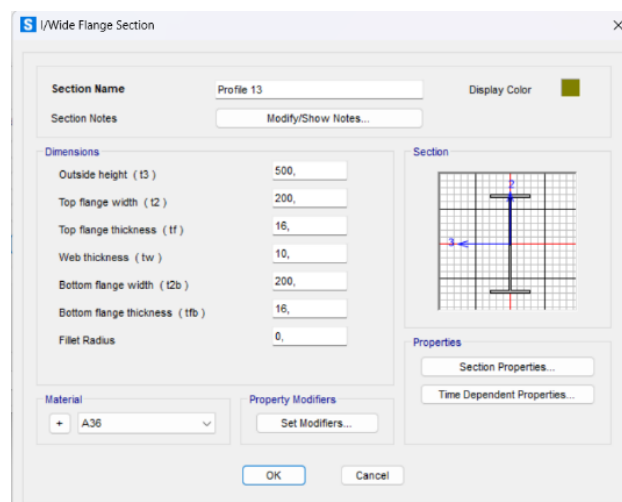 S I/Wide Flange Section
Section Name Profile 13 Display Color
Section Notes Modify/Show Notes...
Dimensions
Outside height ( t3 ) 500,
Top flange width ( t2 ) 200,
Top flange thickness ( tf ) 16,
Web thickness ( tw ) 10,
Bottom flange width ( t2b ) 200,
Bottom flange thickness ( tfb ) 16,
Fillet Radius 0,
Section
2
3
Properties
Section Properties...
Time Dependent Properties...
Material
+ A36
Property Modifiers
Set Modifiers...
OK Cancel